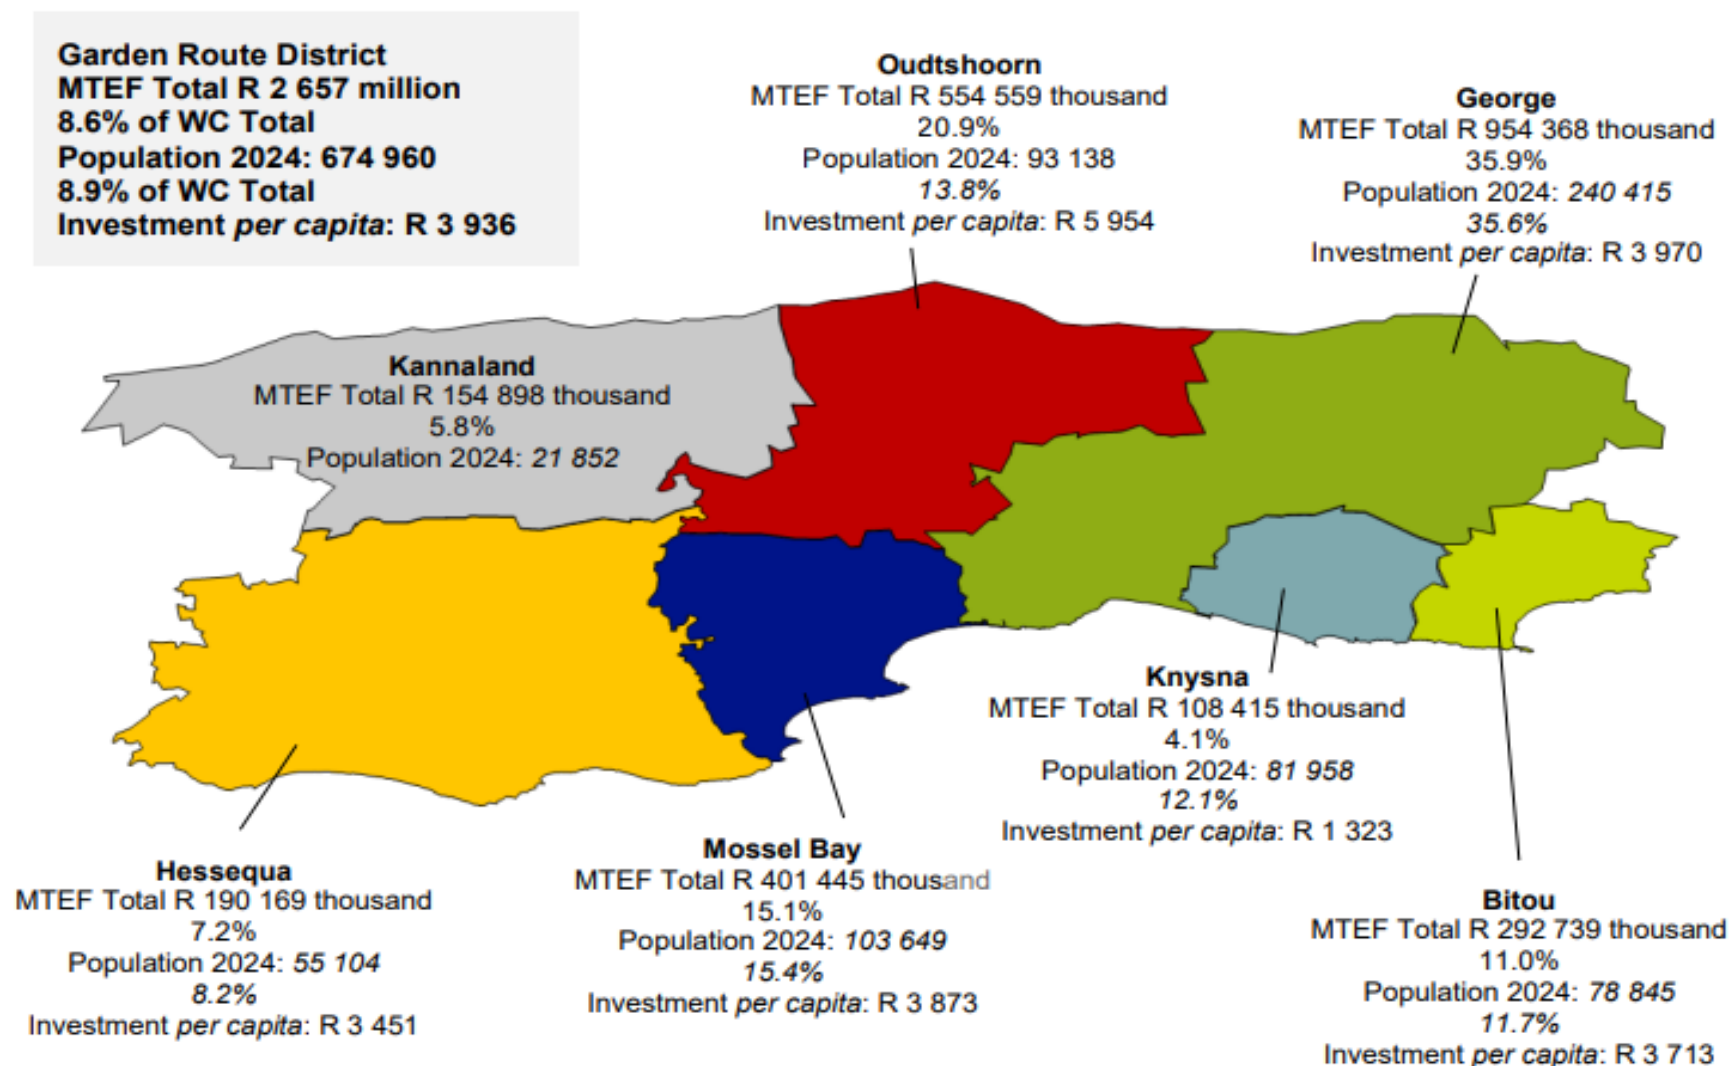 Garden Route District
MTEF Total R 2 657 million
8.6% of WC Total
Population 2024: 674 960
8.9% of WC Total
Investment per capita: R 3 936
Oudtshoorn
MTEF Total R 554 559 thousand
20.9%
Population 2024: 93 138
13.8%
Investment per capita: R 5 954
George
MTEF Total R 954 368 thousand
35.9%
Population 2024: 240 415
35.6%
Investment per capita: R 3 970
Kannaland
MTEF Total R 154 898 thousand
5.8%
Population 2024: 21 852
Knysna
MTEF Total R 108 415 thousand
4.1%
Population 2024: 81 958
12.1%
Investment per capita: R 1 323
Hessequa
MTEF Total R 190 169 thousand
7.2%
Population 2024: 55 104
8.2%
Investment per capita: R 3 451
Mossel Bay
MTEF Total R 401 445 thousand
15.1%
Population 2024: 103 649
15.4%
Investment per capita: R 3 873
Bitou
MTEF Total R 292 739 thousand
11.0%
Population 2024: 78 845
11.7%
Investment per capita: R 3 713